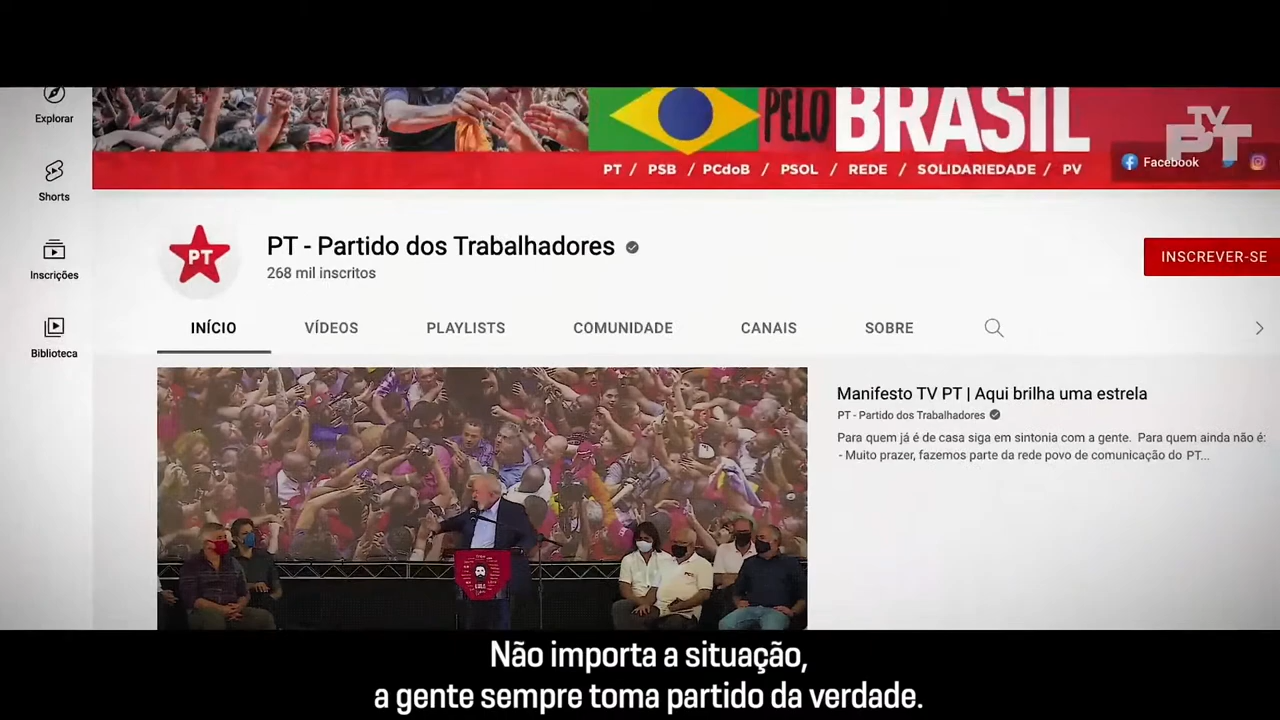 Explorar
PELO BRASIL
TV
PT
PT / PSB / PCdoB / PSOL / REDE / SOLIDARIEDADE / PV
Facebook
Shorts
PT
PT - Partido dos Trabalhadores
268 mil inscritos
INSCREVER-SE
Inscrições
INÍCIO VÍDEOS PLAYLISTS COMUNIDADE CANAIS SOBRE
Biblioteca
Manifesto TV PT | Aqui brilha uma estrela
PT - Partido dos Trabalhadores
Para quem já é de casa siga em sintonia com a gente. Para quem ainda não é:
- Muito prazer, fazemos parte da rede povo de comunicação do PT...
Não importa a situação,
a gente sempre toma partido da verdade.